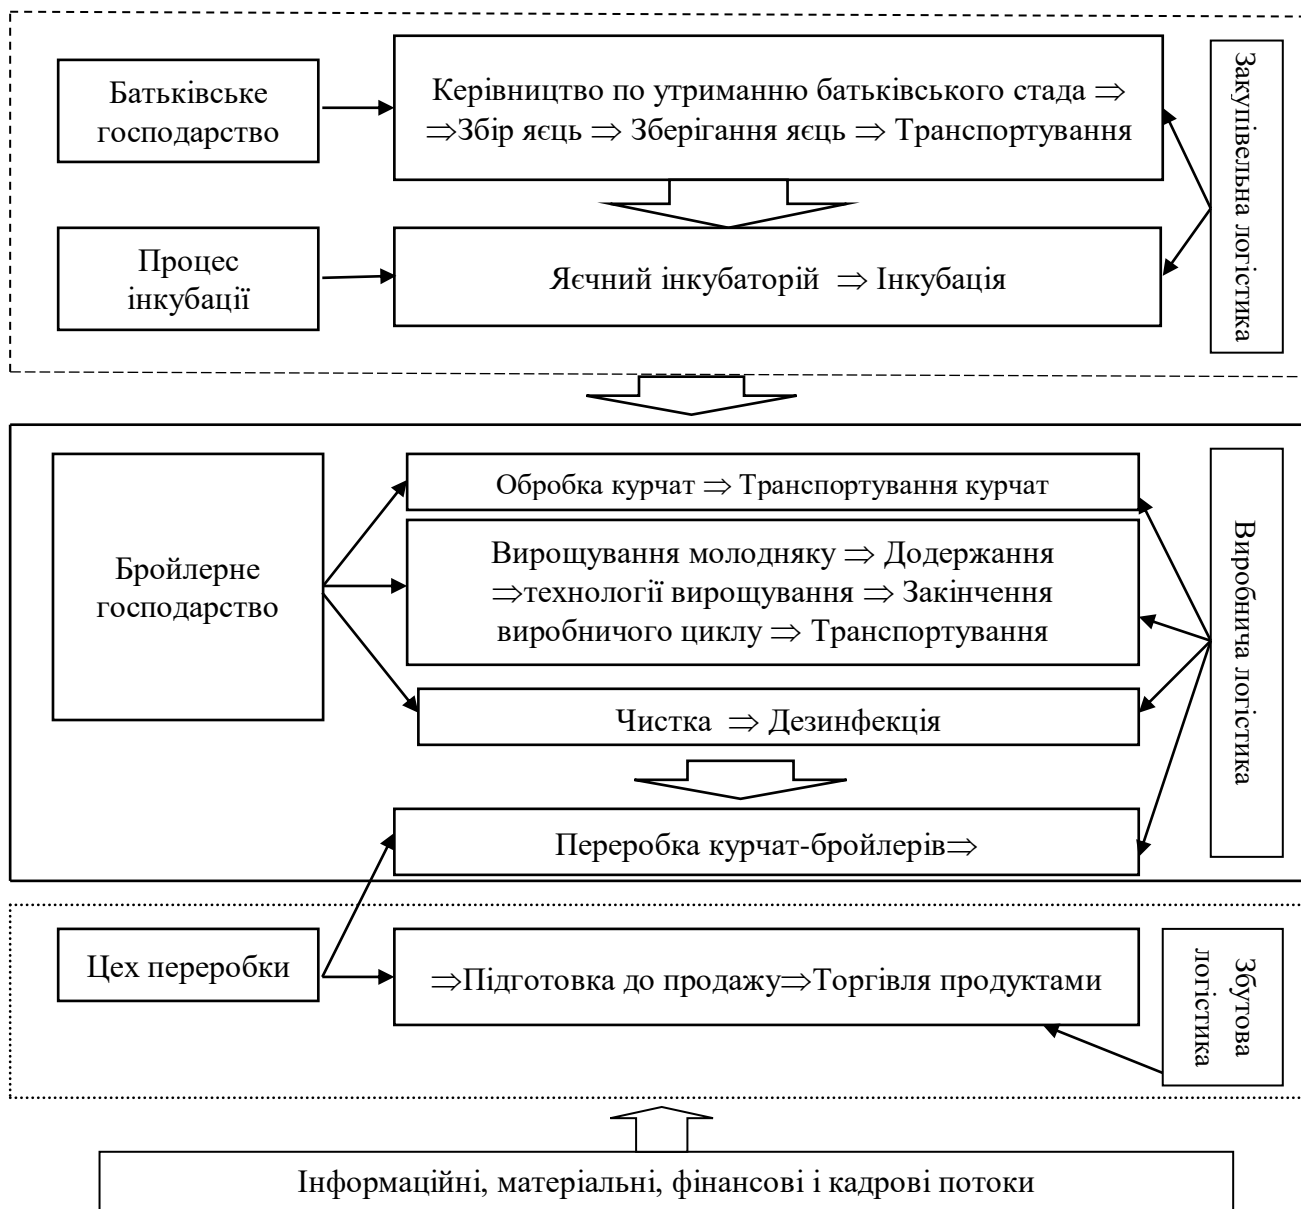 Батьківське
господарство
Керівництво по утриманню батьківського стада ⇒
⇒Збір яєць ⇒ Зберігання яєць ⇒ Транспортування
Закупівельна логістика
Процес
інкубації
Яєчний інкубаторій ⇒ Інкубація
Бройлерне
господарство
Обробка курчат ⇒ Транспортування курчат
Вирощування молодняку ⇒ Додержання
⇒технології вирощування ⇒ Закінчення
виробничого циклу ⇒ Транспортування
Чистка ⇒ Дезинфекція
Переробка курчат-бройлерів⇒
Виробнича логістика
Цех переробки
⇒Підготовка до продажу⇒Торгівля продуктами
Збутова
логістика
Інформаційні, матеріальні, фінансові і кадрові потоки